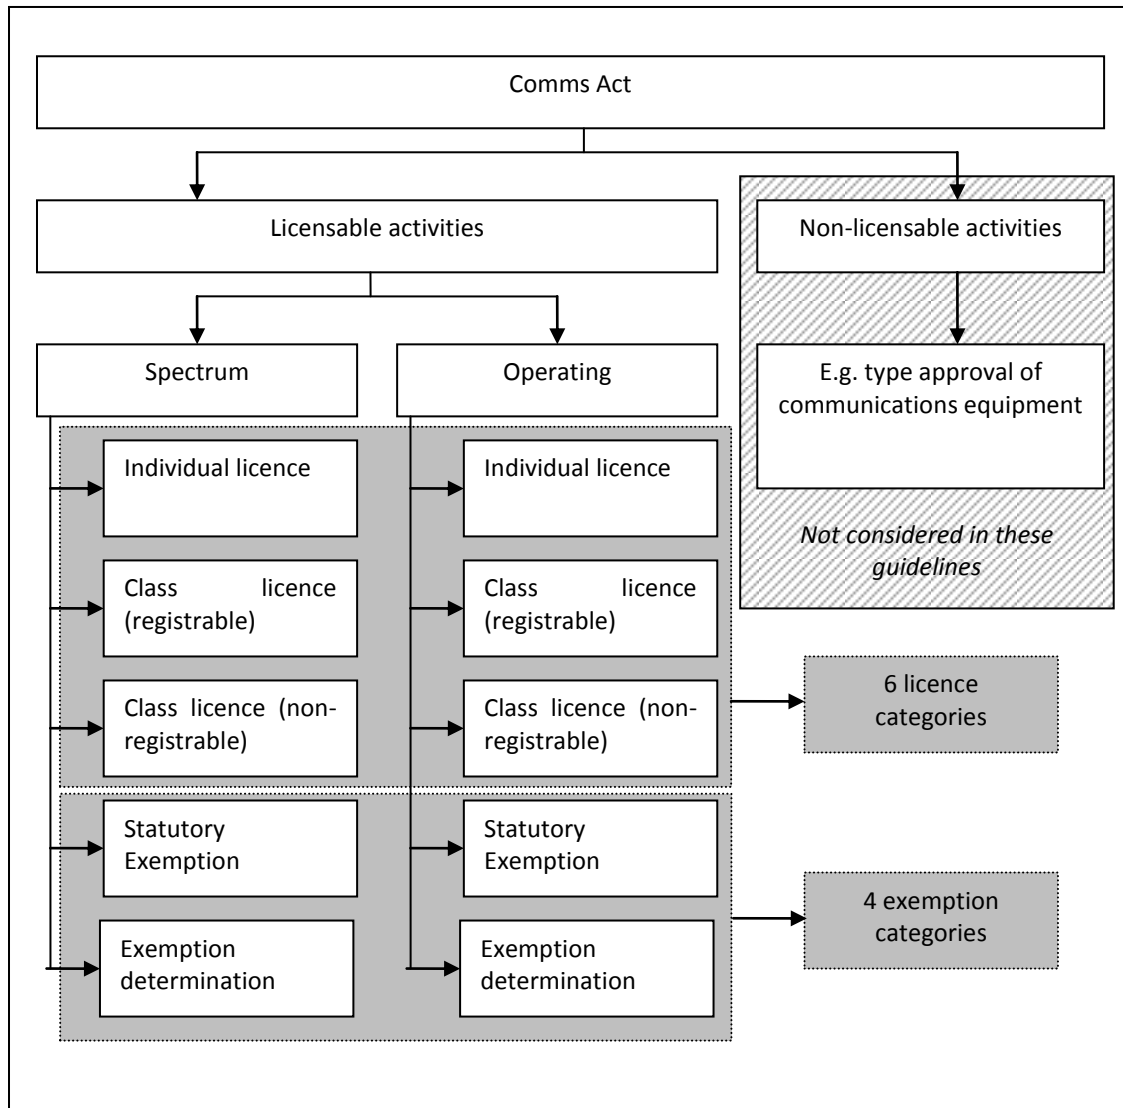 Comms Act
Licensable activities
Non-licensable activities
Spectrum
Operating
E.g. type approval of
communications equipment
Not considered in these
guidelines
Individual licence
Class licence
(registrable)
Class licence (non-
registrable)
Statutory
Exemption
Exemption
determination
Individual licence
Class licence
(registrable)
Class licence (non-
registrable)
Statutory
Exemption
Exemption
determination
6 licence
categories
4 exemption
categories